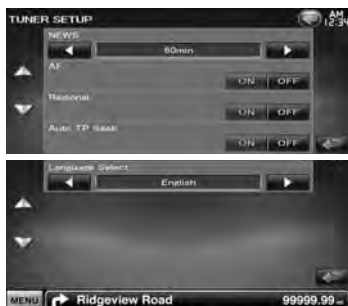 TUNER SETUP
AM
12:34
NEWS
60min
AF
ON OFF
Regional
ON OFF
Auto TP Seek
ON OFF
Language Select
English
MENU Ridgeview Road 99999.99